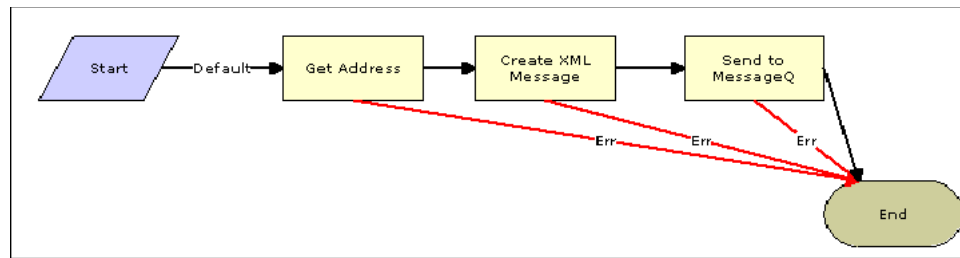 Start
Default
Get Address
Create XML
Message
Send to
MessageQ
Err
Err
Err
End